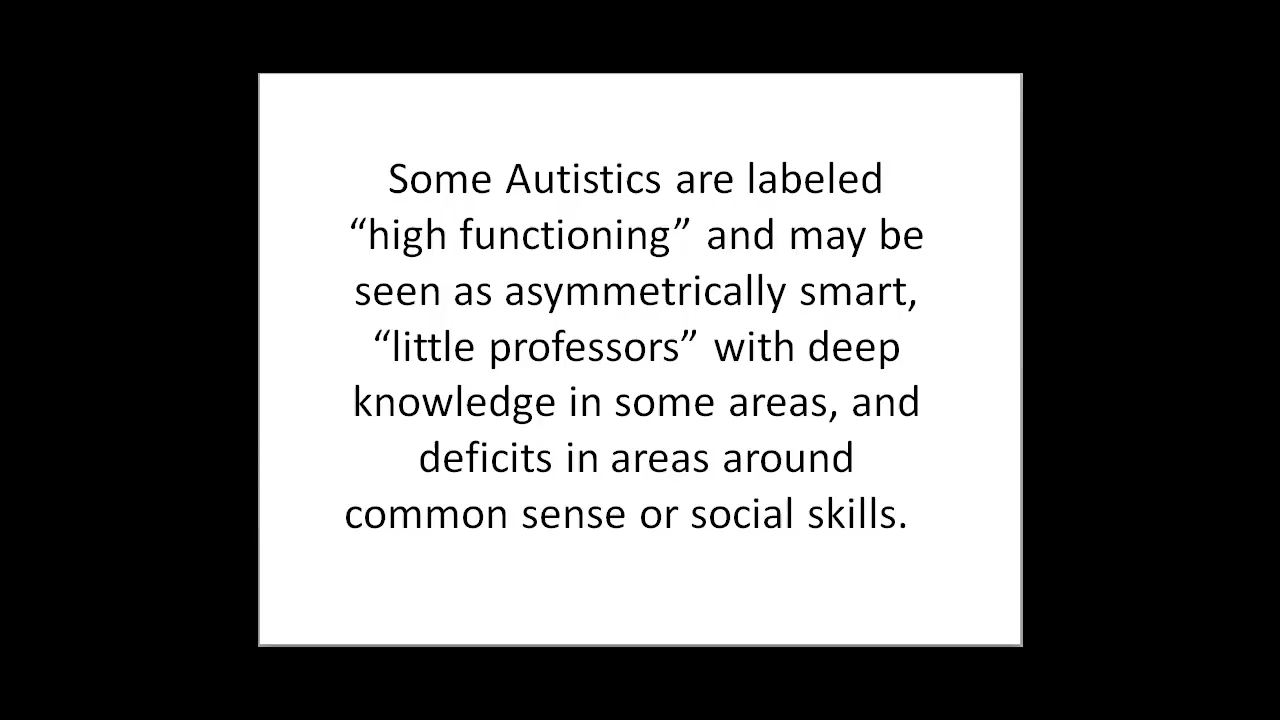 Some Autistics are labeled
“high functioning” and may be
seen as asymmetrically smart,
“little professors” with deep
knowledge in some areas, and
deficits in areas around
common sense or social skills.